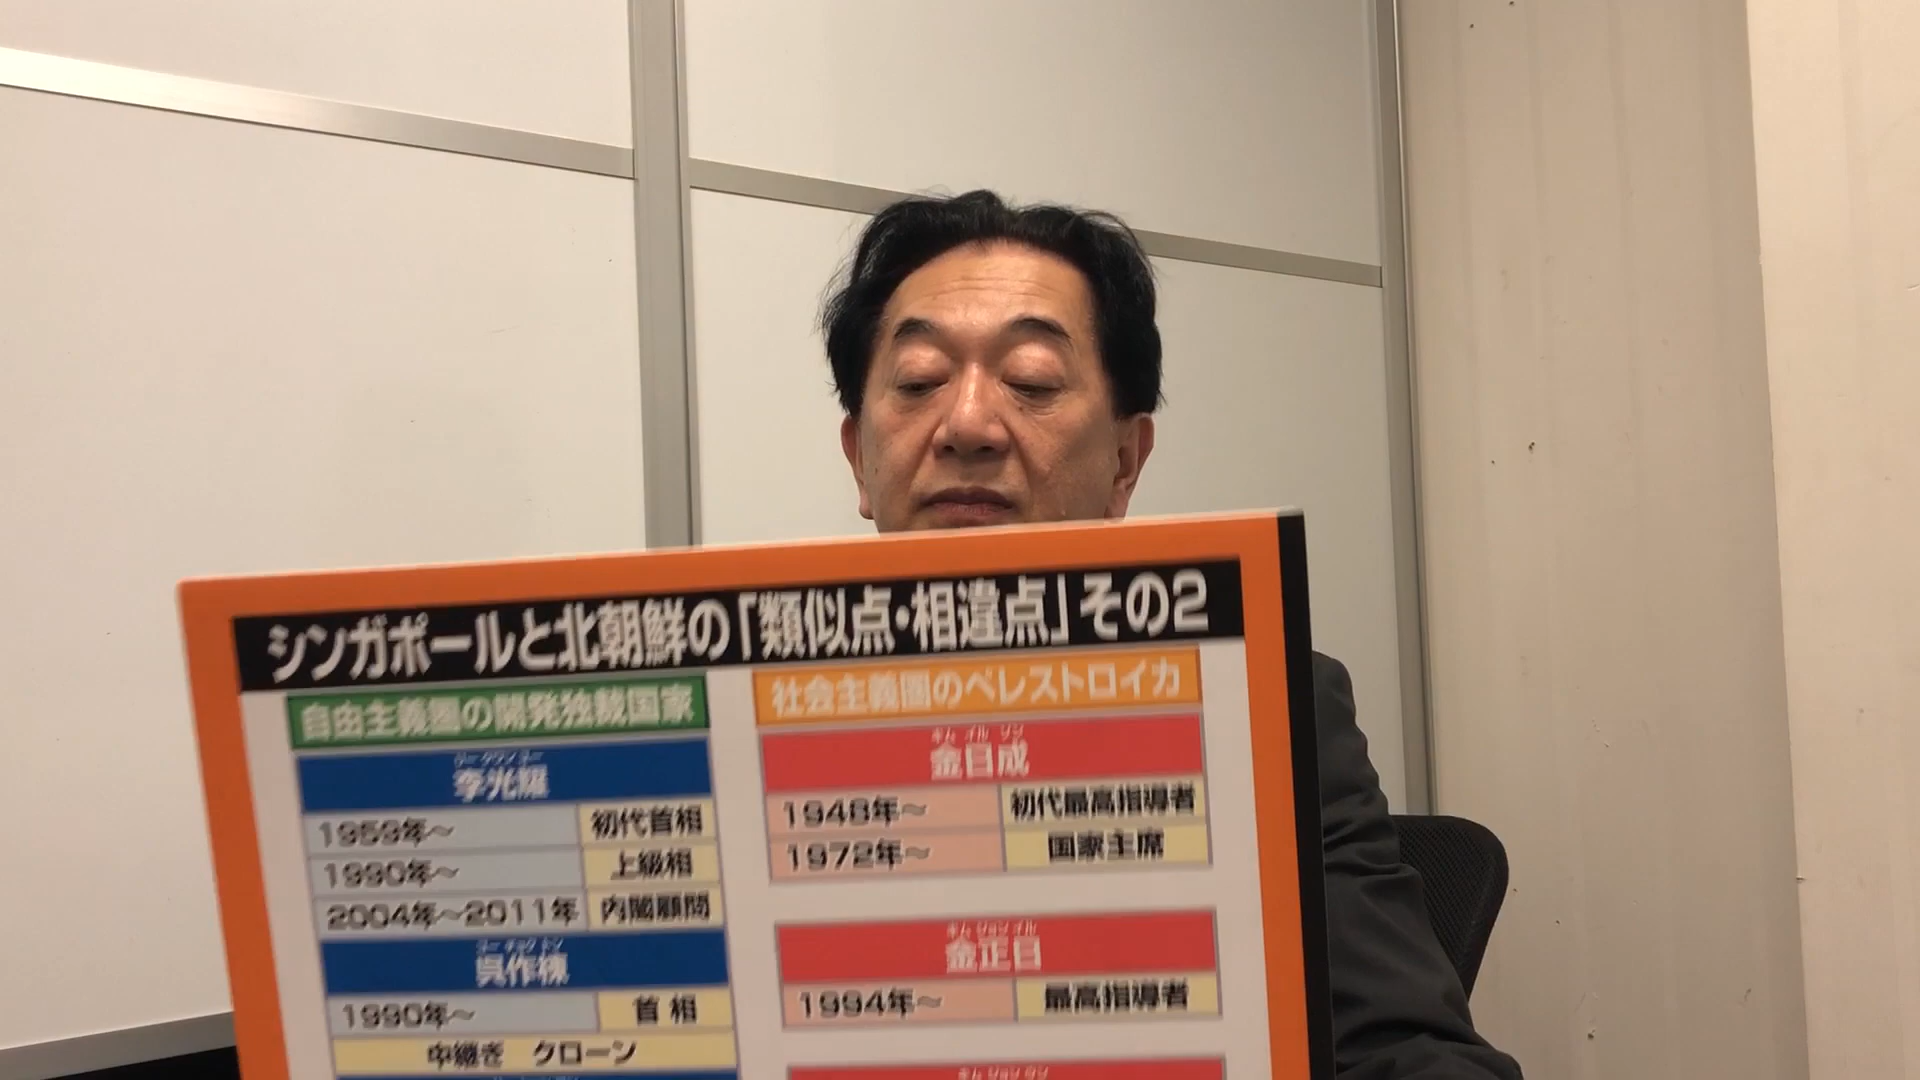 シンガポールと北朝鮮の「類似点・相違点」その2
自由主義圏の開発独裁国家
リー クワン ユー
李光耀
1959年～ 初代首相
1990年～ 上級相
2004年～2011年 内閣顧問
ゴー チョク トン
呉作棟
1990年～ 首相
中継ぎ クローン
社会主義圏のペレストロイカ
キム イル ソン
金日成
1948年～ 初代最高指導者
1972年～ 国家主席
キム ジョン イル
金正日
1994年～ 最高指導者
キム ジョン ウン